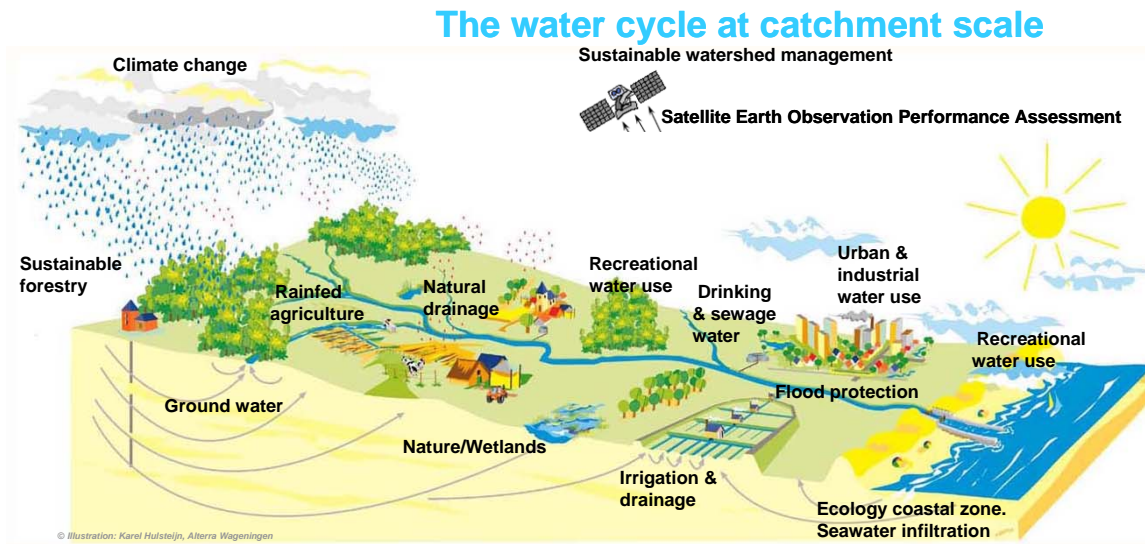 The water cycle at catchment scale
Sustainable watershed management
Climate change
Satellite Earth Observation Performance Assessment
Sustainable
forestry
Rainfed
agriculture
Natural
drainage
Recreational
water use
Drinking
& sewage
water
Urban &
industrial
water use
Recreational
water use
Flood protection
Ground water
Nature/Wetlands
Irrigation &
drainage
Ecology coastal zone.
Seawater infiltration
© Illustration: Karel Hulsteijn, Alterra Wageningen